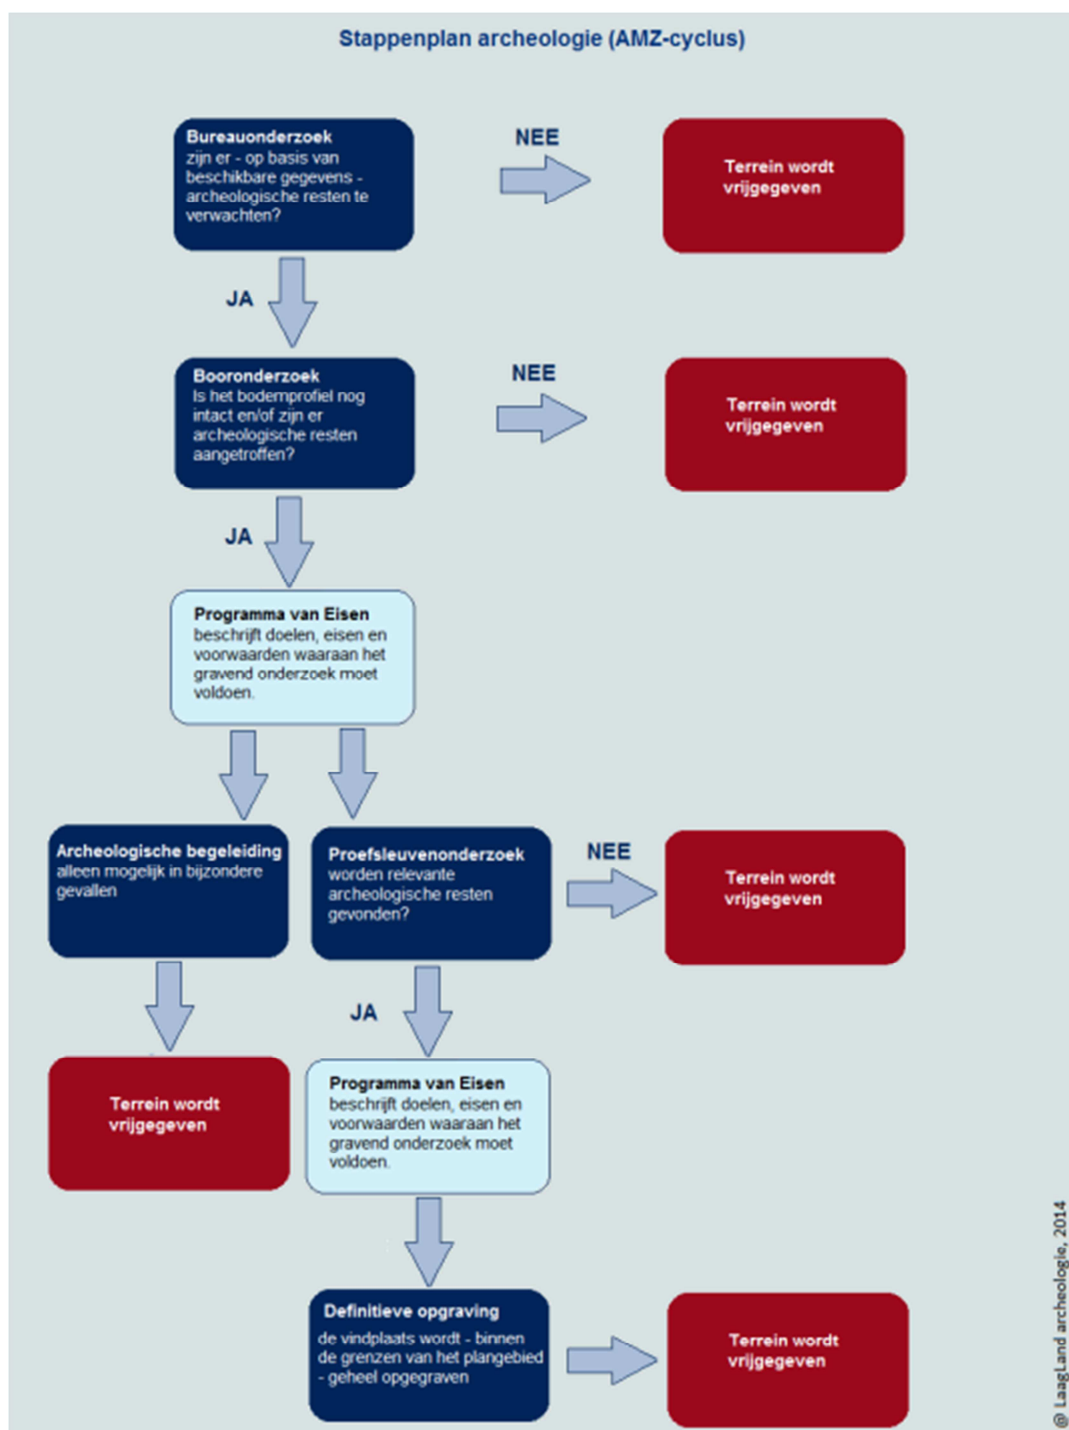 Stappenplan archeologie (AMZ-cyclus)
Bureauonderzoek
zijn er - op basis van
beschikbare gegevens -
archeologische resten te
verwachten?
NEE
Terrein wordt
vrijgegeven
JA
Booronderzoek
Is het bodemprofiel nog
intact en/of zijn er
archeologische resten
aangetroffen?
NEE
Terrein wordt
vrijgegeven
JA
Programma van Eisen
beschrijft doelen, eisen en
voorwaarden waaraan het
gravend onderzoek moet
voldoen.
Archeologische begeleiding
alleen mogelijk in bijzondere
gevallen
Proefsleuvenonderzoek
worden relevante
archeologische resten
gevonden?
NEE
Terrein wordt
vrijgegeven
JA
Terrein wordt
vrijgegeven
Programma van Eisen
beschrijft doelen, eisen en
voorwaarden waaraan het
gravend onderzoek moet
voldoen.
Definitieve opgraving
de vindplaats wordt - binnen
de grenzen van het plangebied
- geheel opgegraven
Terrein wordt
vrijgegeven
@ LaagLand archeologie, 2014